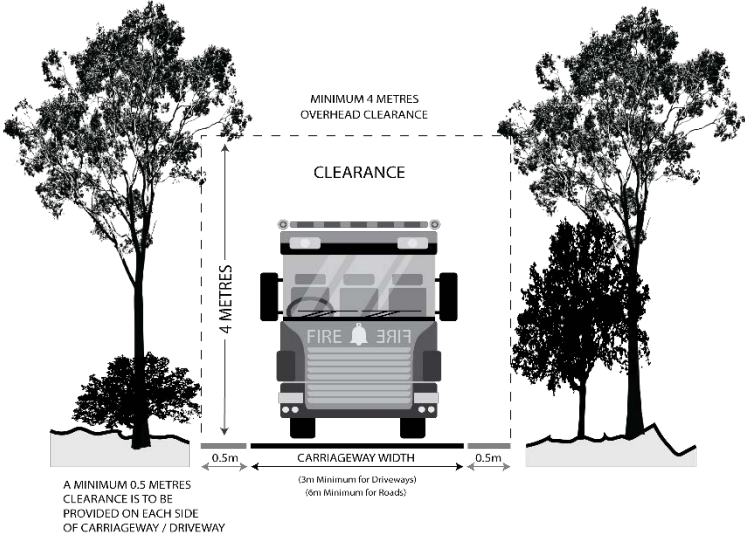 MINIMUM 4 METRES
OVERHEAD CLEARANCE
CLEARANCE
4 METRES
FIRE FIRE
0.5m
CARRIAGEWAY WIDTH
0.5m
(3m Minimum for Driveways)
(6m Minimum for Roads)
A MINIMUM 0.5 METRES
CLEARANCE IS TO BE
PROVIDED ON EACH SIDE
OF CARRIAGEWAY / DRIVEWAY